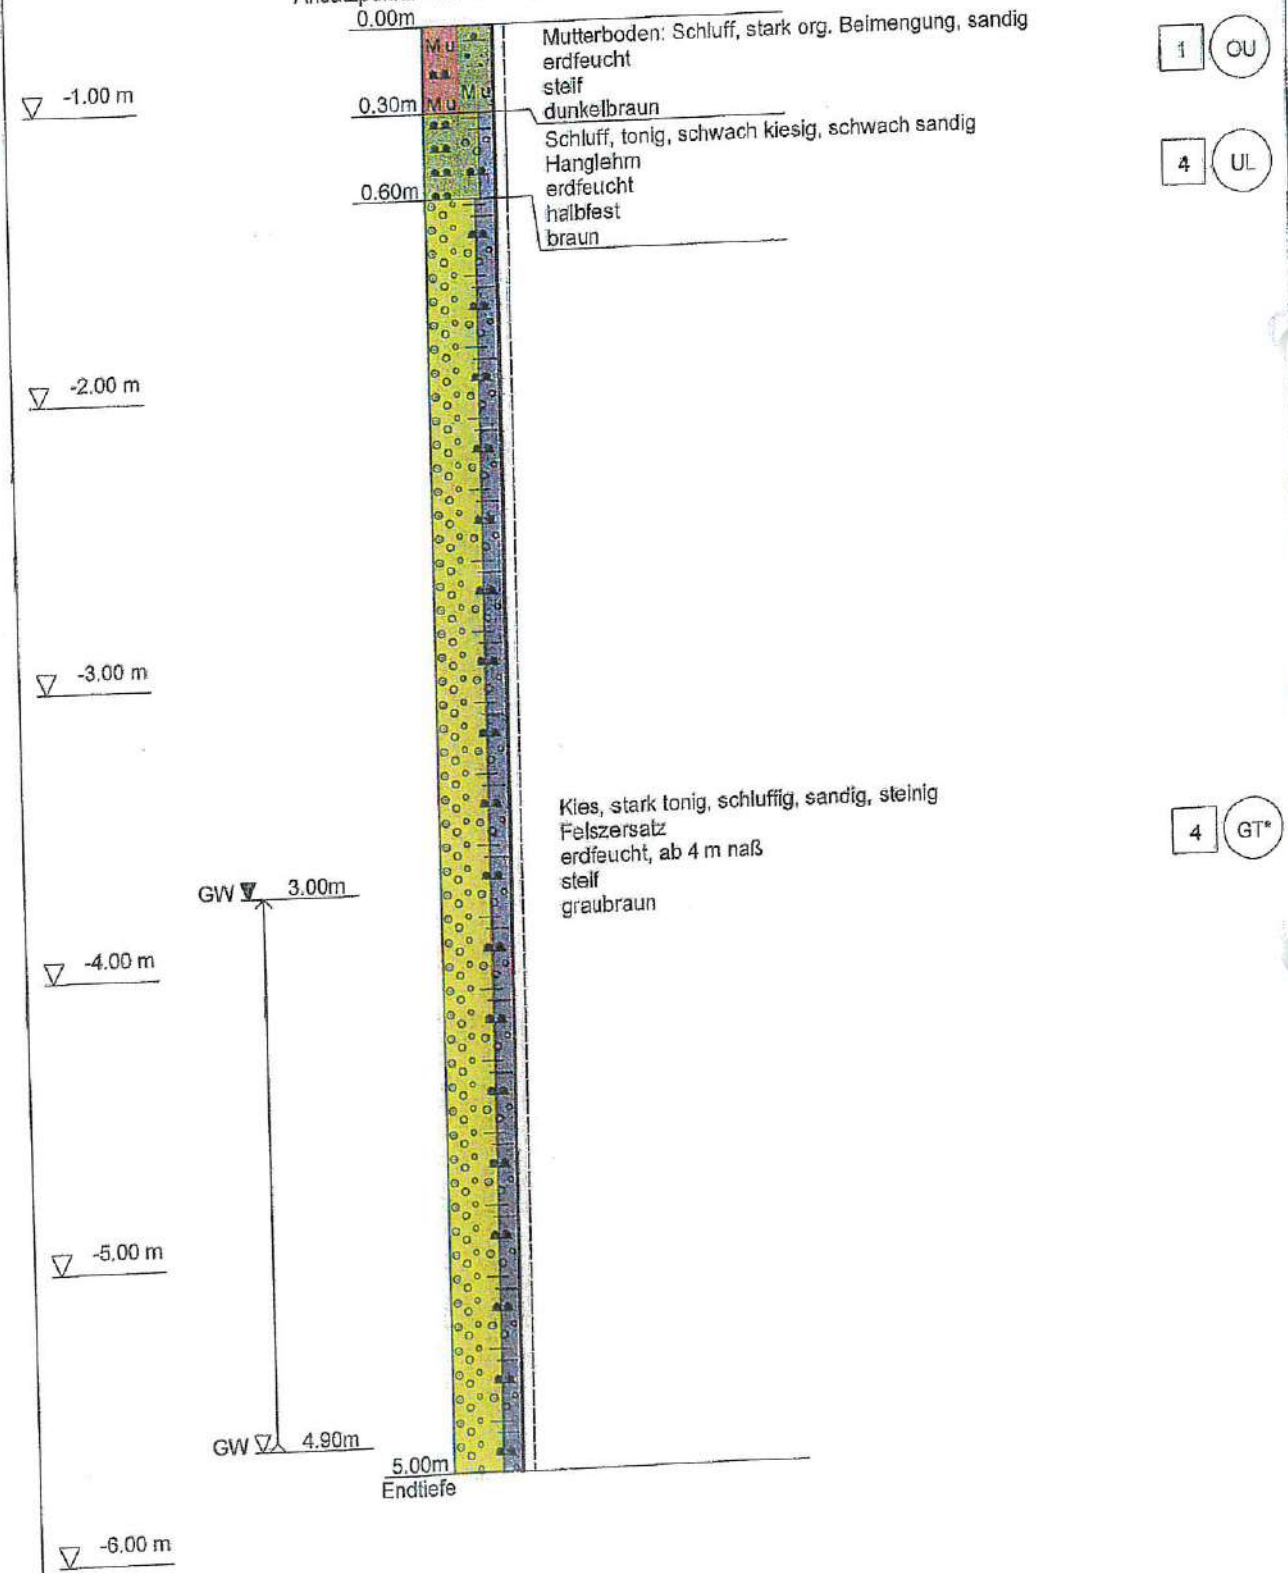 0.00m
Mutterboden: Schluff, stark org. Beimengung, sandig
erdfeucht
steif
dunkelbraun
1 OU
Mu
Mu
Mu
-1.00 m
0.30m
Schluff, tonig, schwach kiesig, schwach sandig
Hanglehm
erdfeucht
halbfest
braun
4 UL
0.60m
-2.00 m
-3.00 m
Kies, stark tonig, schluffig, sandig, steinig
Felszersatz
erdfeucht, ab 4 m naß
steif
graubraun
4 GT*
GW 3.00m
-4.00 m
-5.00 m
GW 4.90m
5.00m
Endtiefe
-6.00 m